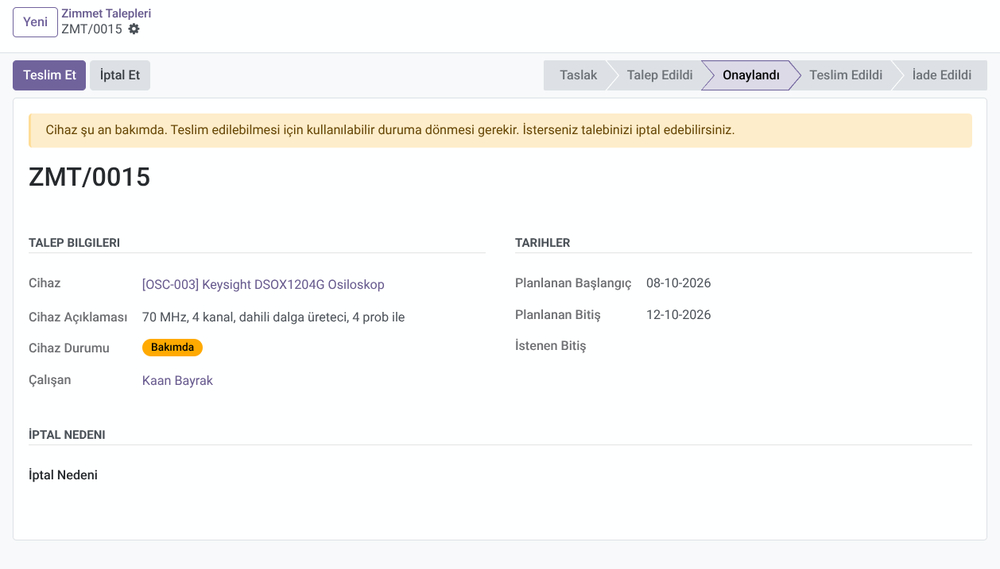 Yeni
Zimmet Talepleri
ZMT/0015
Teslim Et
İptal Et
Taslak
Talep Edildi
Onaylandı
Teslim Edildi
İade Edildi
Cihaz şu an bakımda. Teslim edilebilmesi için kullanılabilir duruma dönmesi gerekir. İsterseniz talebinizi iptal edebilirsiniz.
ZMT/0015
TALEP BILGILERI
Cihaz [OSC-003] Keysight DSOX1204G Osiloskop
Cihaz Açıklaması 70 MHz, 4 kanal, dahili dalga üreteci, 4 prob ile
Cihaz Durumu Bakımda
Çalışan Kaan Bayrak
TARIHLER
Planlanan Başlangıç 08-10-2026
Planlanan Bitiş 12-10-2026
İstenen Bitiş
İPTAL NEDENI
İptal Nedeni